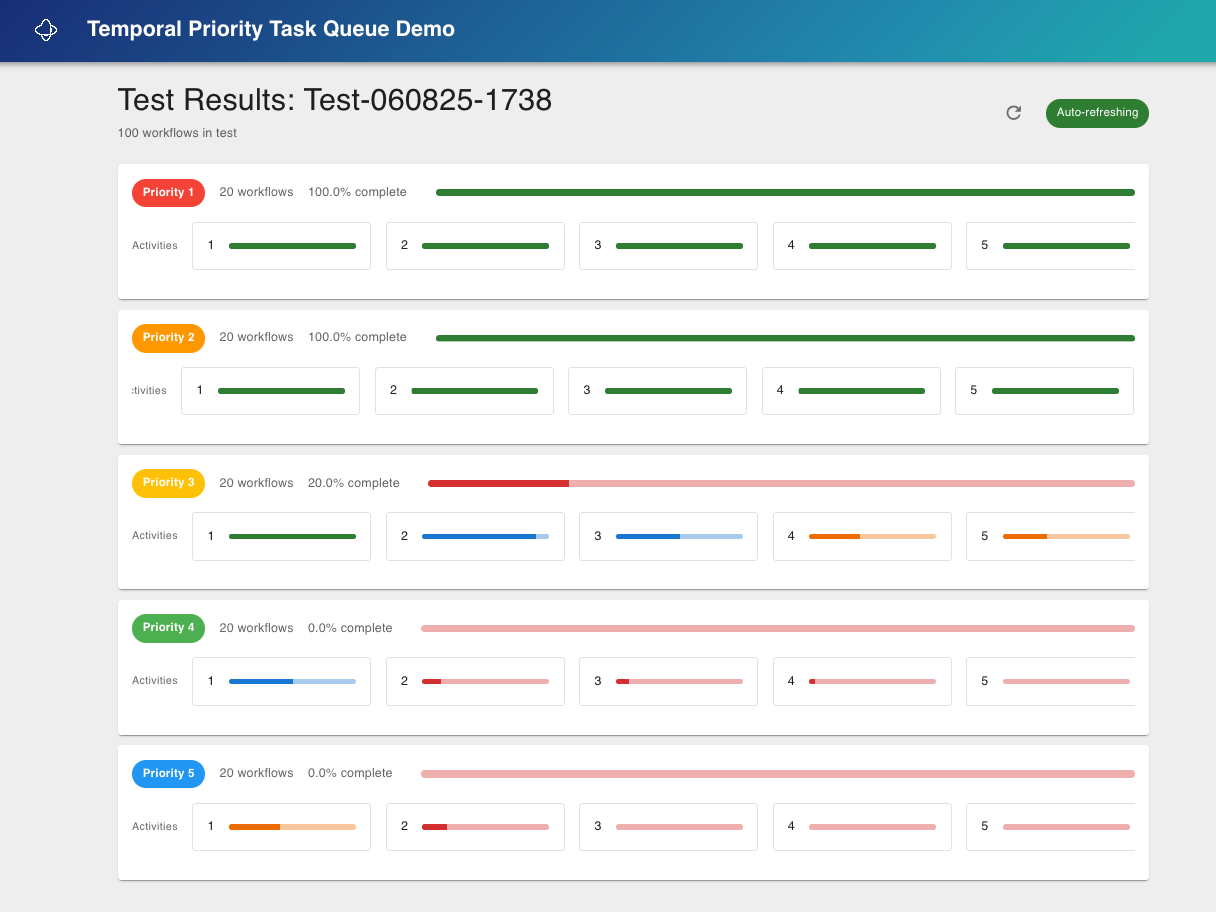 Temporal Priority Task Queue Demo
Test Results: Test-060825-1738
100 workflows in test
Auto-refreshing
Priority 1 20 workflows 100.0% complete
Activities 1 2 3 4 5
Priority 2 20 workflows 100.0% complete
tivities 1 2 3 4 5
Priority 3 20 workflows 20.0% complete
Activities 1 2 3 4 5
Priority 4 20 workflows 0.0% complete
Activities 1 2 3 4 5
Priority 5 20 workflows 0.0% complete
Activities 1 2 3 4 5